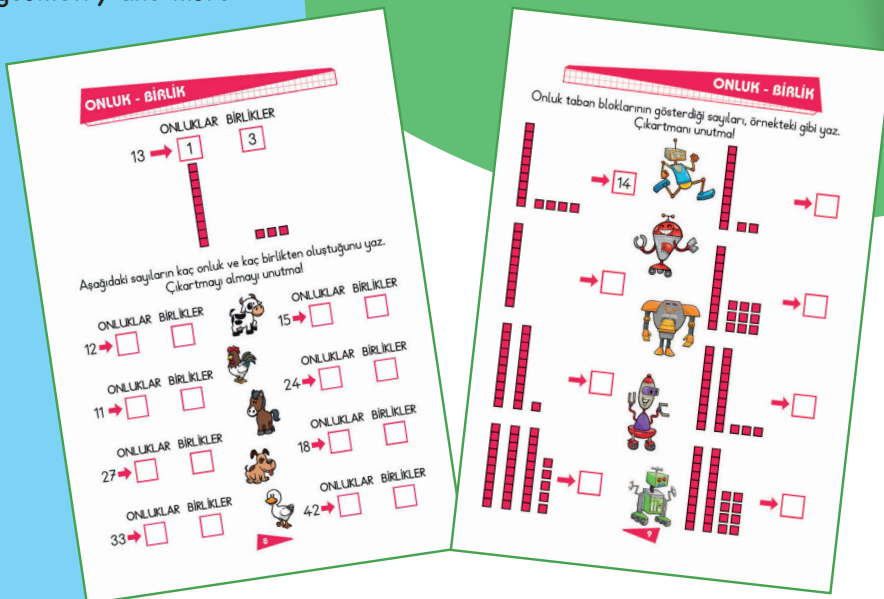 ONLUK - BİRLİK
ONLUKLAR BİRLİKLER
13 1 3
Aşağıdaki sayıların kaç onluk ve kaç birlikten oluştuğunu yaz.
Çıkartmayı almayı unutma!
ONLUKLAR BİRLİKLER
12
ONLUKLAR BİRLİKLER
15
ONLUKLAR BİRLİKLER
11
ONLUKLAR BİRLİKLER
24
ONLUKLAR BİRLİKLER
27
ONLUKLAR BİRLİKLER
18
ONLUKLAR BİRLİKLER
33
ONLUKLAR BİRLİKLER
42
ONLUK - BİRLİK
Onluk taban bloklarının gösterdiği sayıları, örnekteki gibi yaz.
Çıkartmanı unutma!
14
9